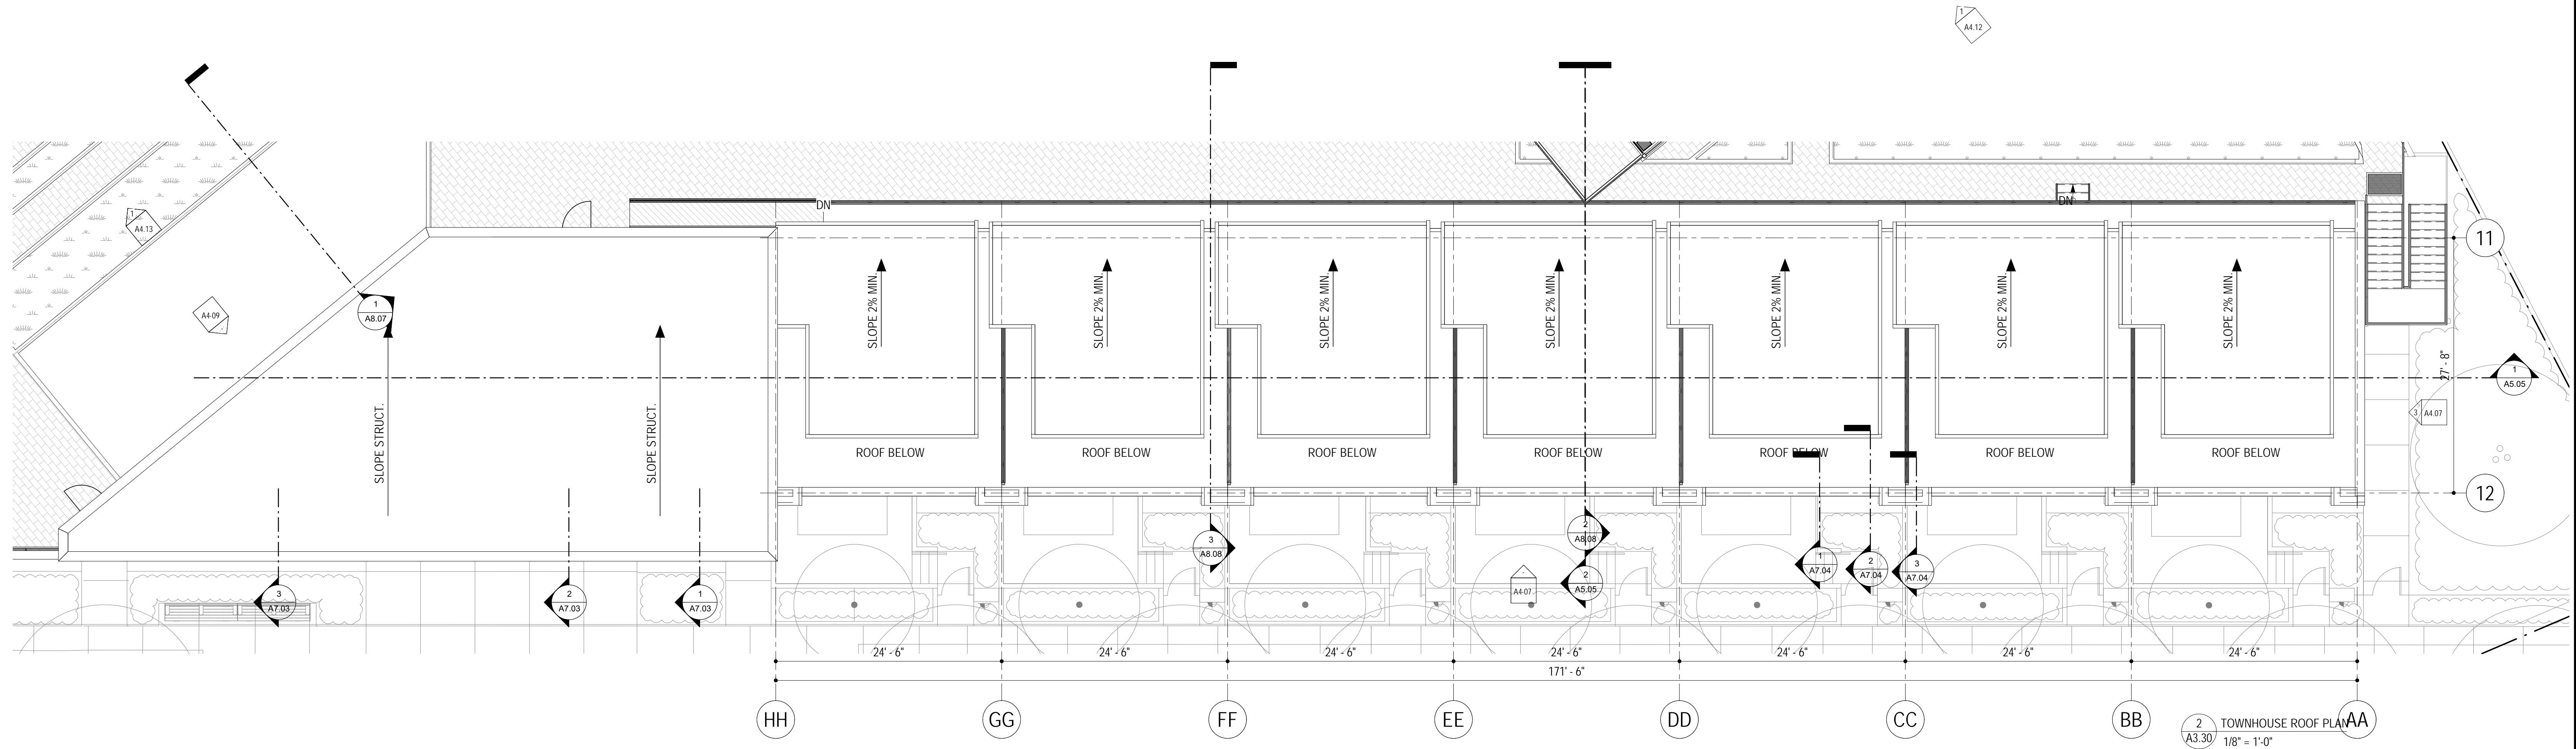 1
A4.12
1
A4.13
A4-09
1
A8.07
DN
DN
11
SLOPE 2% MIN.
SLOPE 2% MIN.
SLOPE 2% MIN.
SLOPE 2% MIN.
SLOPE 2% MIN.
SLOPE 2% MIN.
SLOPE 2% MIN.
27' - 8"
1
A5.05
3
A4.07
SLOPE STRUCT.
SLOPE STRUCT.
ROOF BELOW
ROOF BELOW
ROOF BELOW
ROOF BELOW
ROOF BELOW
ROOF BELOW
ROOF BELOW
12
3
A8.08
2
A8.08
1
A7.04
2
A7.04
3
A7.04
2
A5.05
A4-07
3
A7.03
2
A7.03
1
A7.03
24' - 6"
24' - 6"
24' - 6"
24' - 6"
24' - 6"
24' - 6"
24' - 6"
171' - 6"
HH
GG
FF
EE
DD
CC
BB
AA
2
A3.30
TOWNHOUSE ROOF PLAN
1/8" = 1'-0"